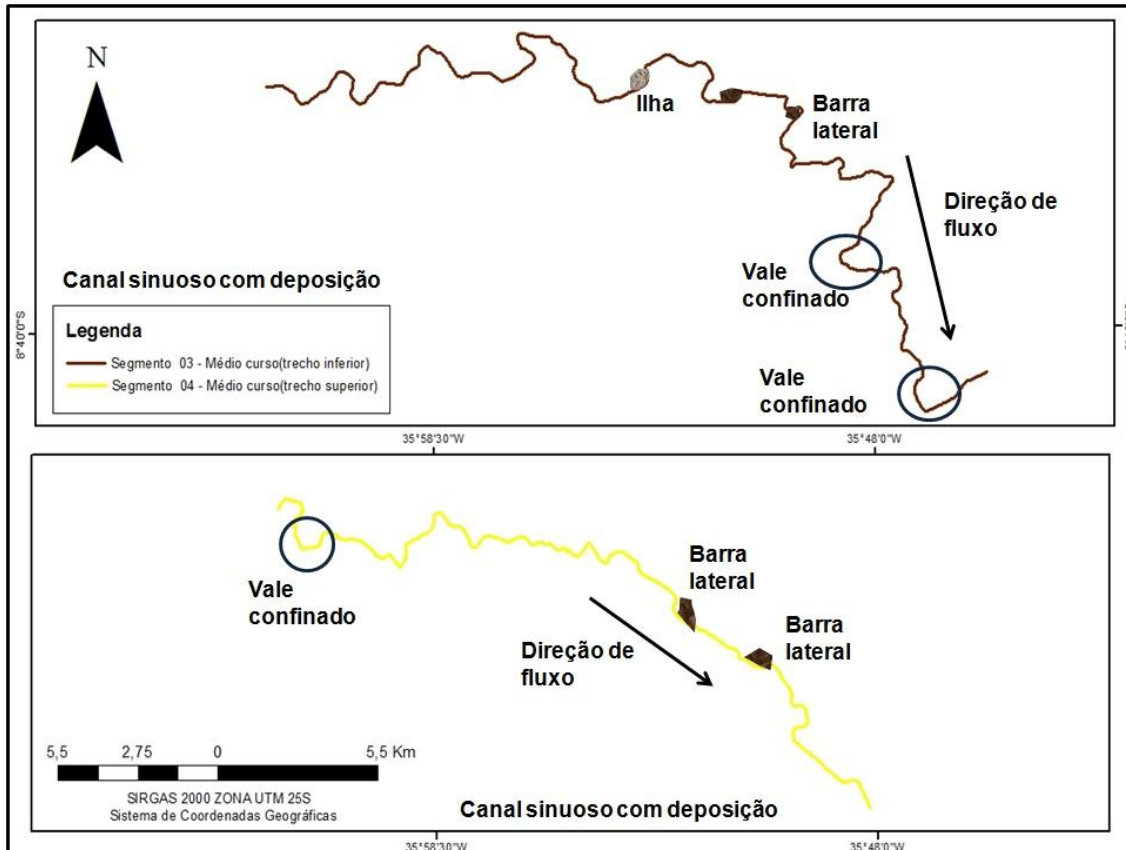 N
Ilha
Barra
lateral
Direção de
fluxo
Vale
confinado
Canal sinuoso com deposição
Legenda
Segmento 03 - Médio curso(trecho inferior)
Segmento 04 - Médio curso(trecho superior)
8°40'0"S
Vale
confinado
35°58'30"W
35°48'0"W
Vale
confinado
Barra
lateral
Barra
lateral
Direção de
fluxo
5,5 2,75 0 5,5 Km
SIRGAS 2000 ZONA UTM 25S
Sistema de Coordenadas Geográficas
Canal sinuoso com deposição
35°58'30"W
35°48'0"W